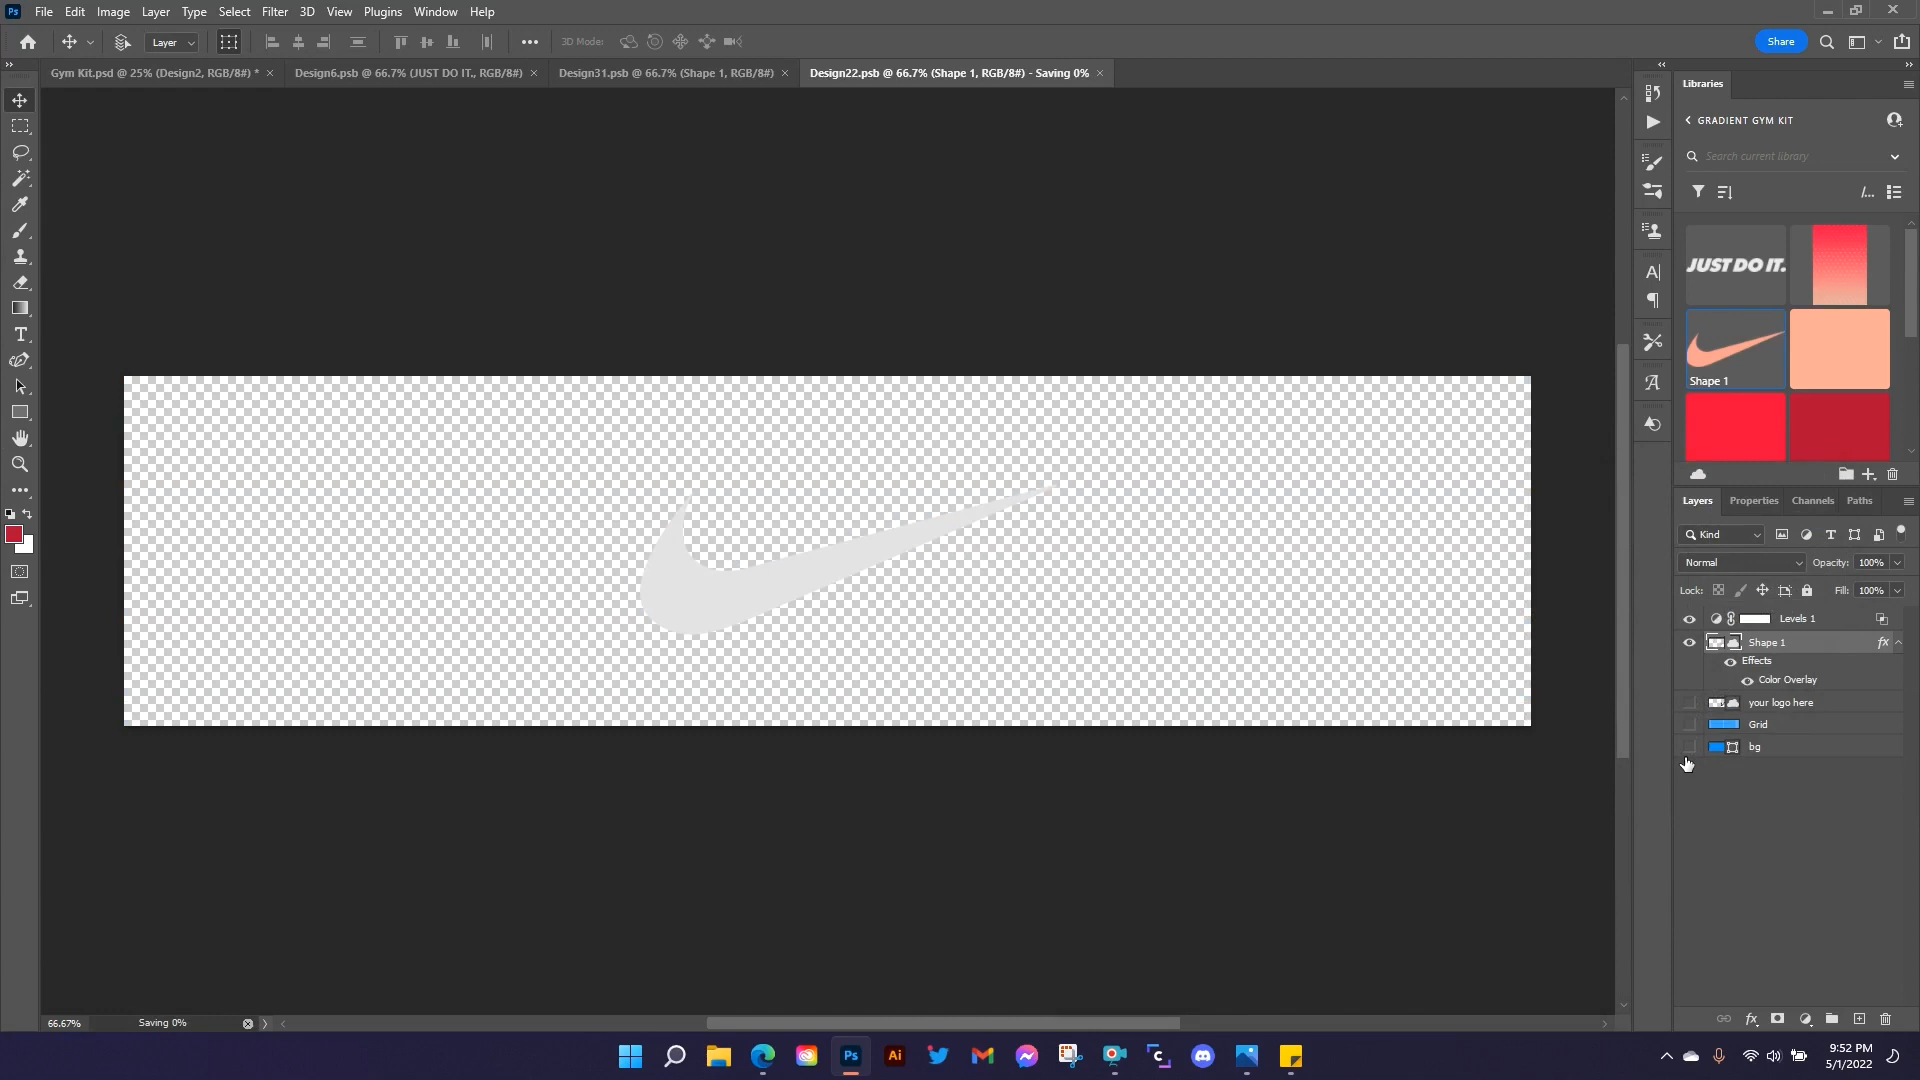 Ps File Edit Image Layer Type Select Filter 3D View Plugins Window Help
Layer 3D Mode: Share
Gym Kit.psd @ 25% (Design2, RGB/8#) * Design6.psb @ 66.7% (JUST DO IT., RGB/8#) Design31.psb @ 66.7% (Shape 1, RGB/8#) Design22.psb @ 66.7% (Shape 1, RGB/8#) - Saving 0%
Libraries
GRADIENT GYM KIT
Search current library
/...
JUST DO IT.
Shape 1
Layers Properties Channels Paths
Kind
Normal Opacity: 100%
Lock: Fill: 100%
Levels 1
Shape 1 fx
Effects
Color Overlay
your logo here
Grid
bg
66.67% Saving 0%
fx
Ps Ai
9:52 PM
5/1/2022